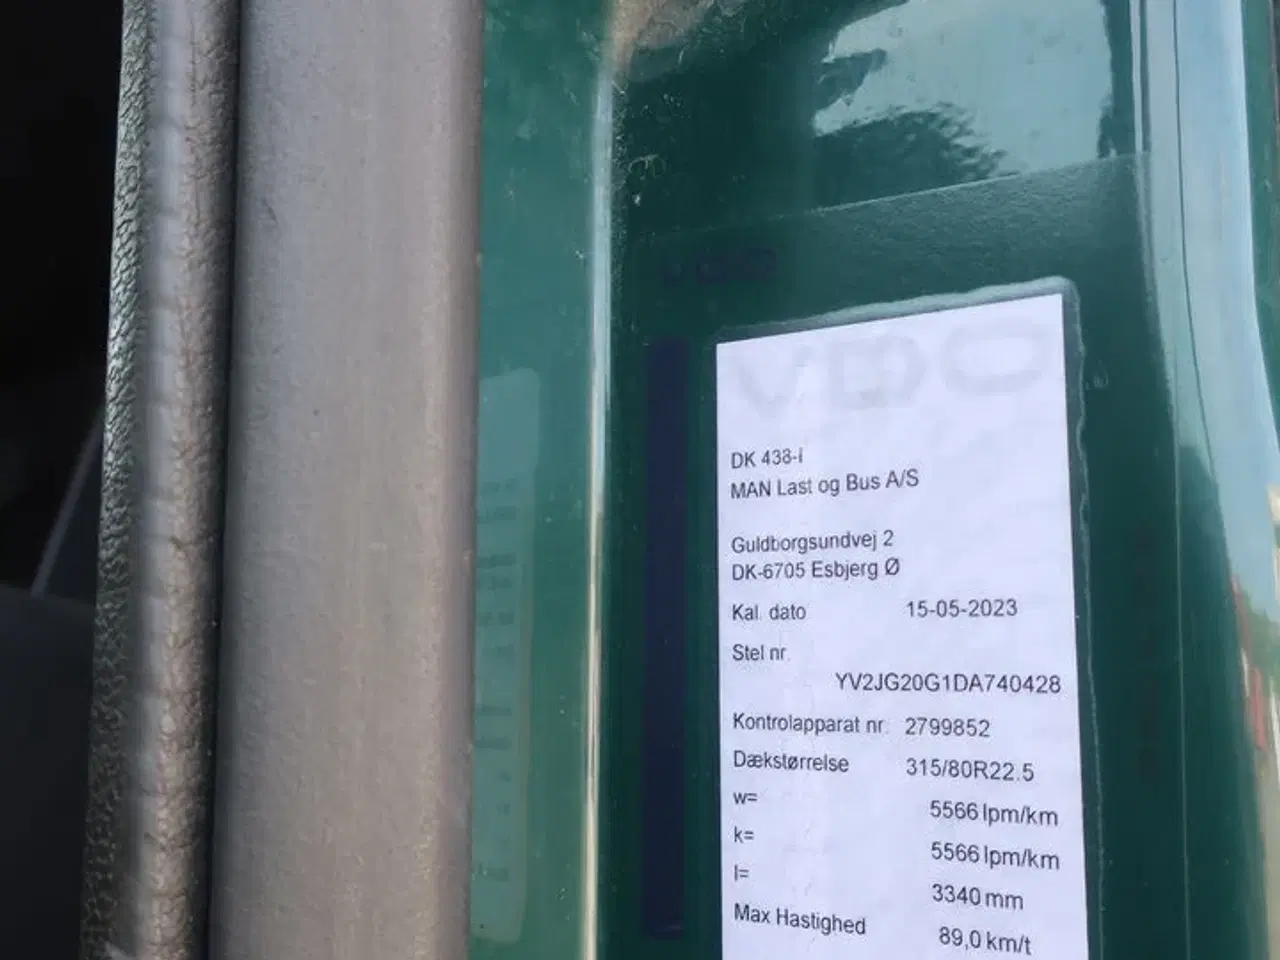 VDO
DK 438-i
MAN Last og Bus A/S
Guldborgsundvej 2
DK-6705 Esbjerg Ø
Kal. dato 15-05-2023
Stel nr.
YV2JG20G1DA740428
Kontrolapparat nr. 2799852
Dækstørrelse 315/80R22.5
w= 5566 lpm/km
k= 5566 lpm/km
l= 3340 mm
Max Hastighed 89,0 km/t